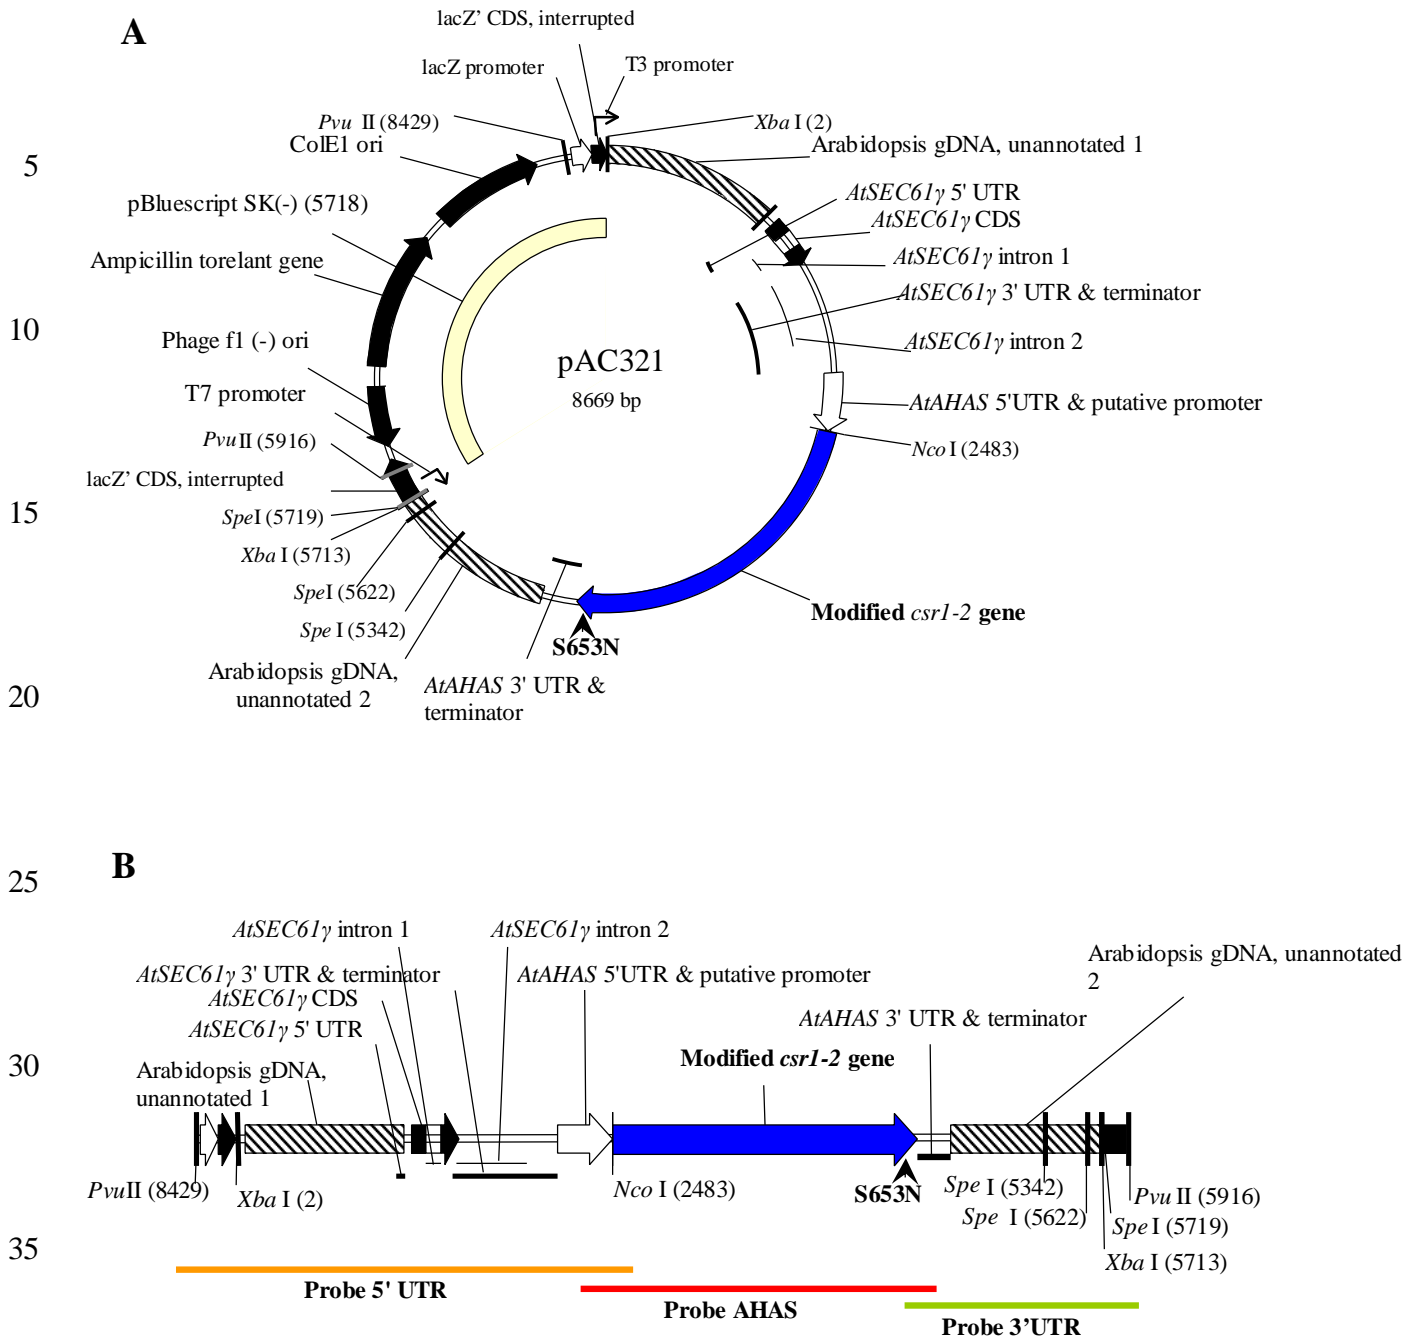 A
lacZ’ CDS, interrupted
lacZ promoter
T3 promoter
Pvu II (8429)
Xba I (2)
ColE1 ori
Arabidopsis gDNA, unannotated 1
5
AtSEC61γ 5' UTR
pBluescript SK(-) (5718)
AtSEC61γ CDS
AtSEC61γ intron 1
Ampicillin torelant gene
AtSEC61γ 3' UTR & terminator
10
Phage f1 (-) ori
AtSEC61γ intron 2
pAC321
8669 bp
T7 promoter
AtAHAS 5'UTR & putative promoter
PvuII (5916)
Nco I (2483)
lacZ’ CDS, interrupted
15
SpeI (5719)
Xba I (5713)
SpeI (5622)
Modified csr1-2 gene
Spe I (5342)
S653N
Arabidopsis gDNA,
unannotated 2
AtAHAS 3' UTR &
terminator
20
B
25
AtSEC61γ intron 1
AtSEC61γ intron 2
Arabidopsis gDNA, unannotated
2
AtSEC61γ 3' UTR & terminator
AtAHAS 5'UTR & putative promoter
AtSEC61γ CDS
AtSEC61γ 5' UTR
AtAHAS 3' UTR & terminator
30
Modified csr1-2 gene
Arabidopsis gDNA,
unannotated 1
PvuII (8429)
Xba I (2)
Nco I (2483)
S653N
Spe I (5342)
PvuII (5916)
Spe I (5622)
SpeI (5719)
35
Xba I (5713)
Probe 5' UTR
Probe AHAS
Probe 3’UTR